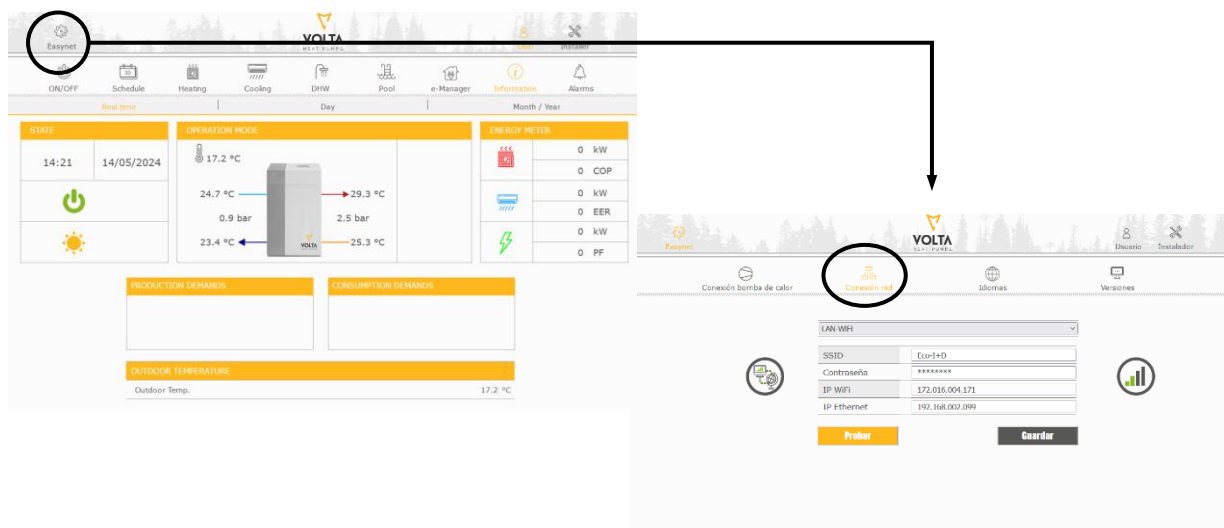 Easynet
VOLTA
HEAT PUMPS
User
Installer
ON/OFF
30
Schedule
Heating
Cooling
DHW
Pool
e-Manager
Information
Alarms
Real time
Day
Month / Year
STATE
OPERATION MODE
ENERGY METER
14:21
14/05/2024
17.2 °C
24.7 °C
29.3 °C
0.9 bar
2.5 bar
23.4 °C
25.3 °C
VOLTA
0 kW
0 COP
0 kW
0 EER
0 kW
0 PF
PRODUCTION DEMANDS
CONSUMPTION DEMANDS
OUTDOOR TEMPERATURE
Outdoor Temp.
17.2 °C
Easynet
VOLTA
HEAT PUMPS
Usuario
Instalador
Conexión bomba de calor
Conexión red
Idiomas
Versiones
LAN-WIFI
SSID
Eco-I+D
Contraseña
********
IP WiFi
172.016.004.171
IP Ethernet
192.168.002.099
Probar
Guardar